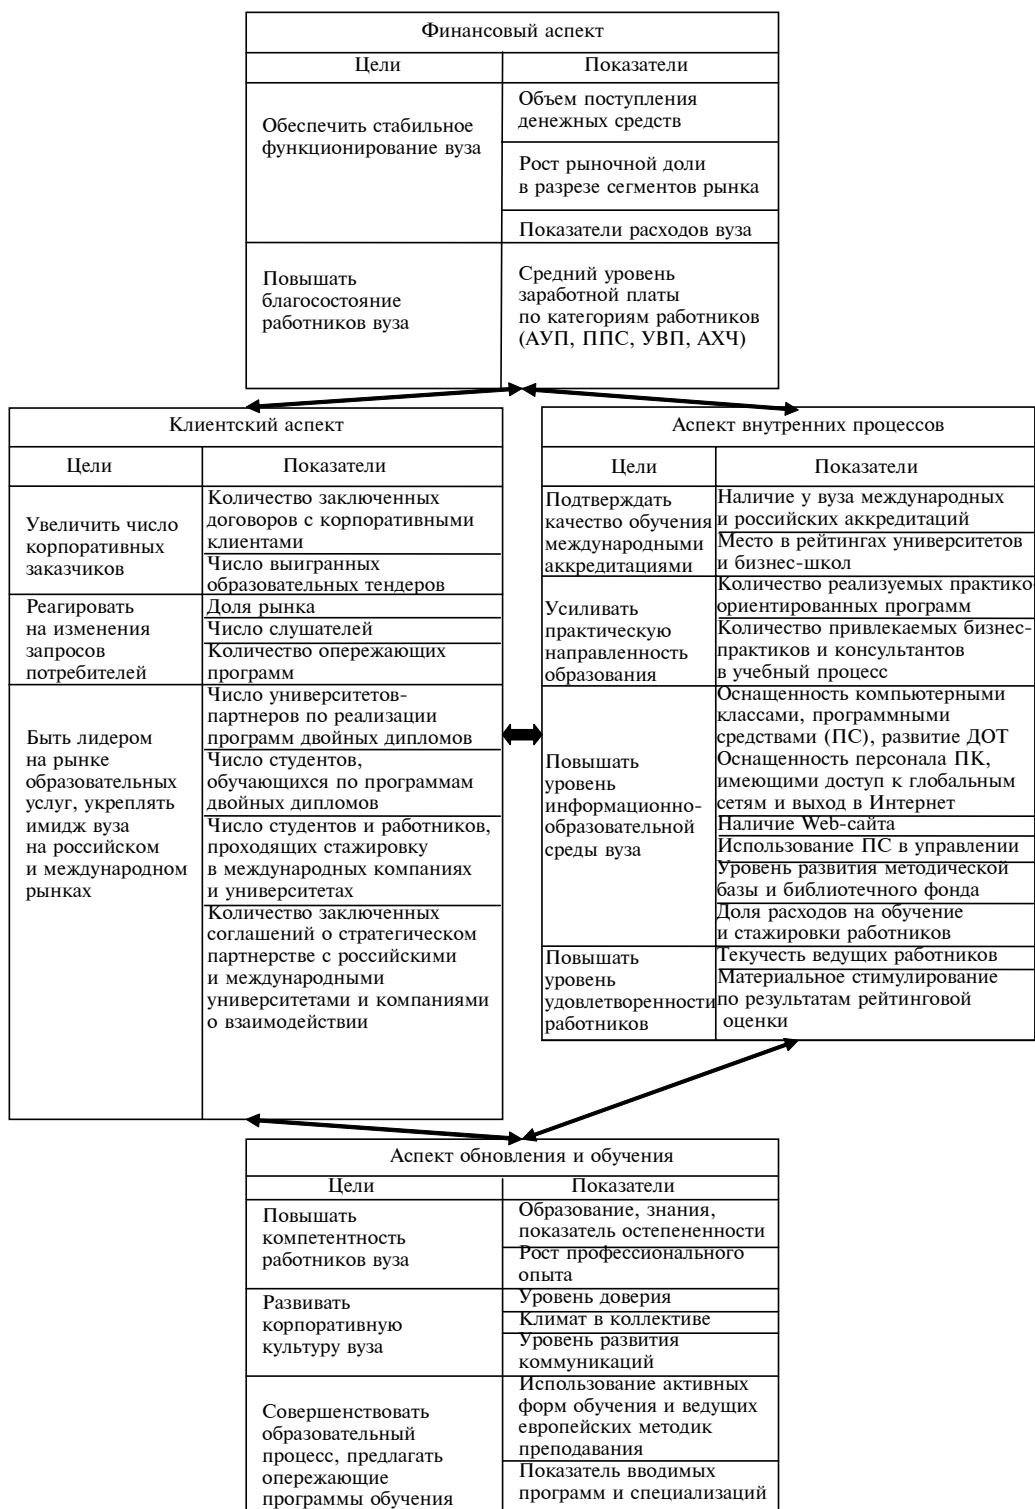 Финансовый аспект
Цели
Показатели
Обеспечить стабильное
функционирование вуза
Объем поступления
денежных средств
Рост рыночной доли
в разрезе сегментов рынка
Показатели расходов вуза
Повышать
благосостояние
работников вуза
Средний уровень
заработной платы
по категориям работников
(АУП, ППС, УВП, АХЧ)
Клиентский аспект
Цели
Показатели
Увеличить число
корпоративных
заказчиков
Количество заключенных
договоров с корпоративными
клиентами
Число выигранных
образовательных тендеров
Реагировать
на изменения
запросов
потребителей
Доля рынка
Число слушателей
Количество опережающих
программ
Быть лидером
на рынке
образовательных
услуг, укреплять
имидж вуза
на российском
и международном
рынках
Число университетов-
партнеров по реализации
программ двойных дипломов
Число студентов,
обучающихся по программам
двойных дипломов
Число студентов и работников,
проходящих стажировку
в международных компаниях
и университетах
Количество заключенных
соглашений о стратегическом
партнерстве с российскими
и международными
университетами и компаниями
о взаимодействии
Аспект внутренних процессов
Цели
Показатели
Подтверждать
качество обучения
международными
аккредитациями
Наличие у вуза международных
и российских аккредитаций
Место в рейтингах университетов
и бизнес-школ
Усиливать
практическую
направленность
образования
Количество реализуемых практико-
ориентированных программ
Количество привлекаемых бизнес-
практиков и консультантов
в учебный процесс
Повышать
уровень
информационно-
образовательной
среды вуза
Оснащенность компьютерными
классами, программными
средствами (ПС), развитие ДОТ
Оснащенность персонала ПК,
имеющими доступ к глобальным
сетям и выход в Интернет
Наличие Web-сайта
Использование ПС в управлении
Уровень развития методической
базы и библиотечного фонда
Доля расходов на обучение
и стажировки работников
Повышать
уровень
удовлетворенности
работников
Текучесть ведущих работников
Материальное стимулирование
по результатам рейтинговой
оценки
Аспект обновления и обучения
Цели
Показатели
Повышать
компетентность
работников вуза
Образование, знания,
показатель остепененности
Рост профессионального
опыта
Развивать
корпоративную
культуру вуза
Уровень доверия
Климат в коллективе
Уровень развития
коммуникаций
Совершенствовать
образовательный
процесс, предлагать
опережающие
программы обучения
Использование активных
форм обучения и ведущих
европейских методик
преподавания
Показатель вводимых
программ и специализаций